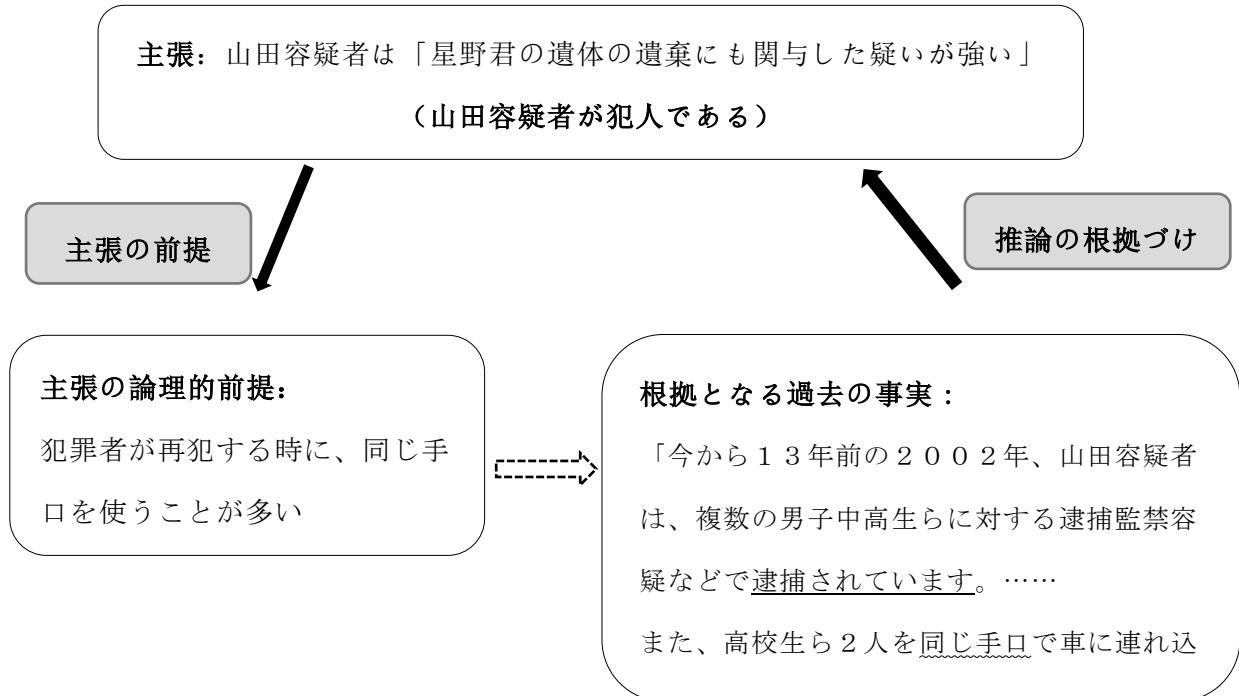 主張：山田容疑者は「星野君の遺体の遺棄にも関与した疑いが強い」
（山田容疑者が犯人である）
主張の前提
推論の根拠づけ
主張の論理的前提：
犯罪者が再犯する時に、同じ手
口を使うことが多い
根拠となる過去の事実：
「今から１３年前の２００２年、山田容疑者
は、複数の男子中高生らに対する逮捕監禁容
疑などで逮捕されています。……
また、高校生ら２人を同じ手口で車に連れ込